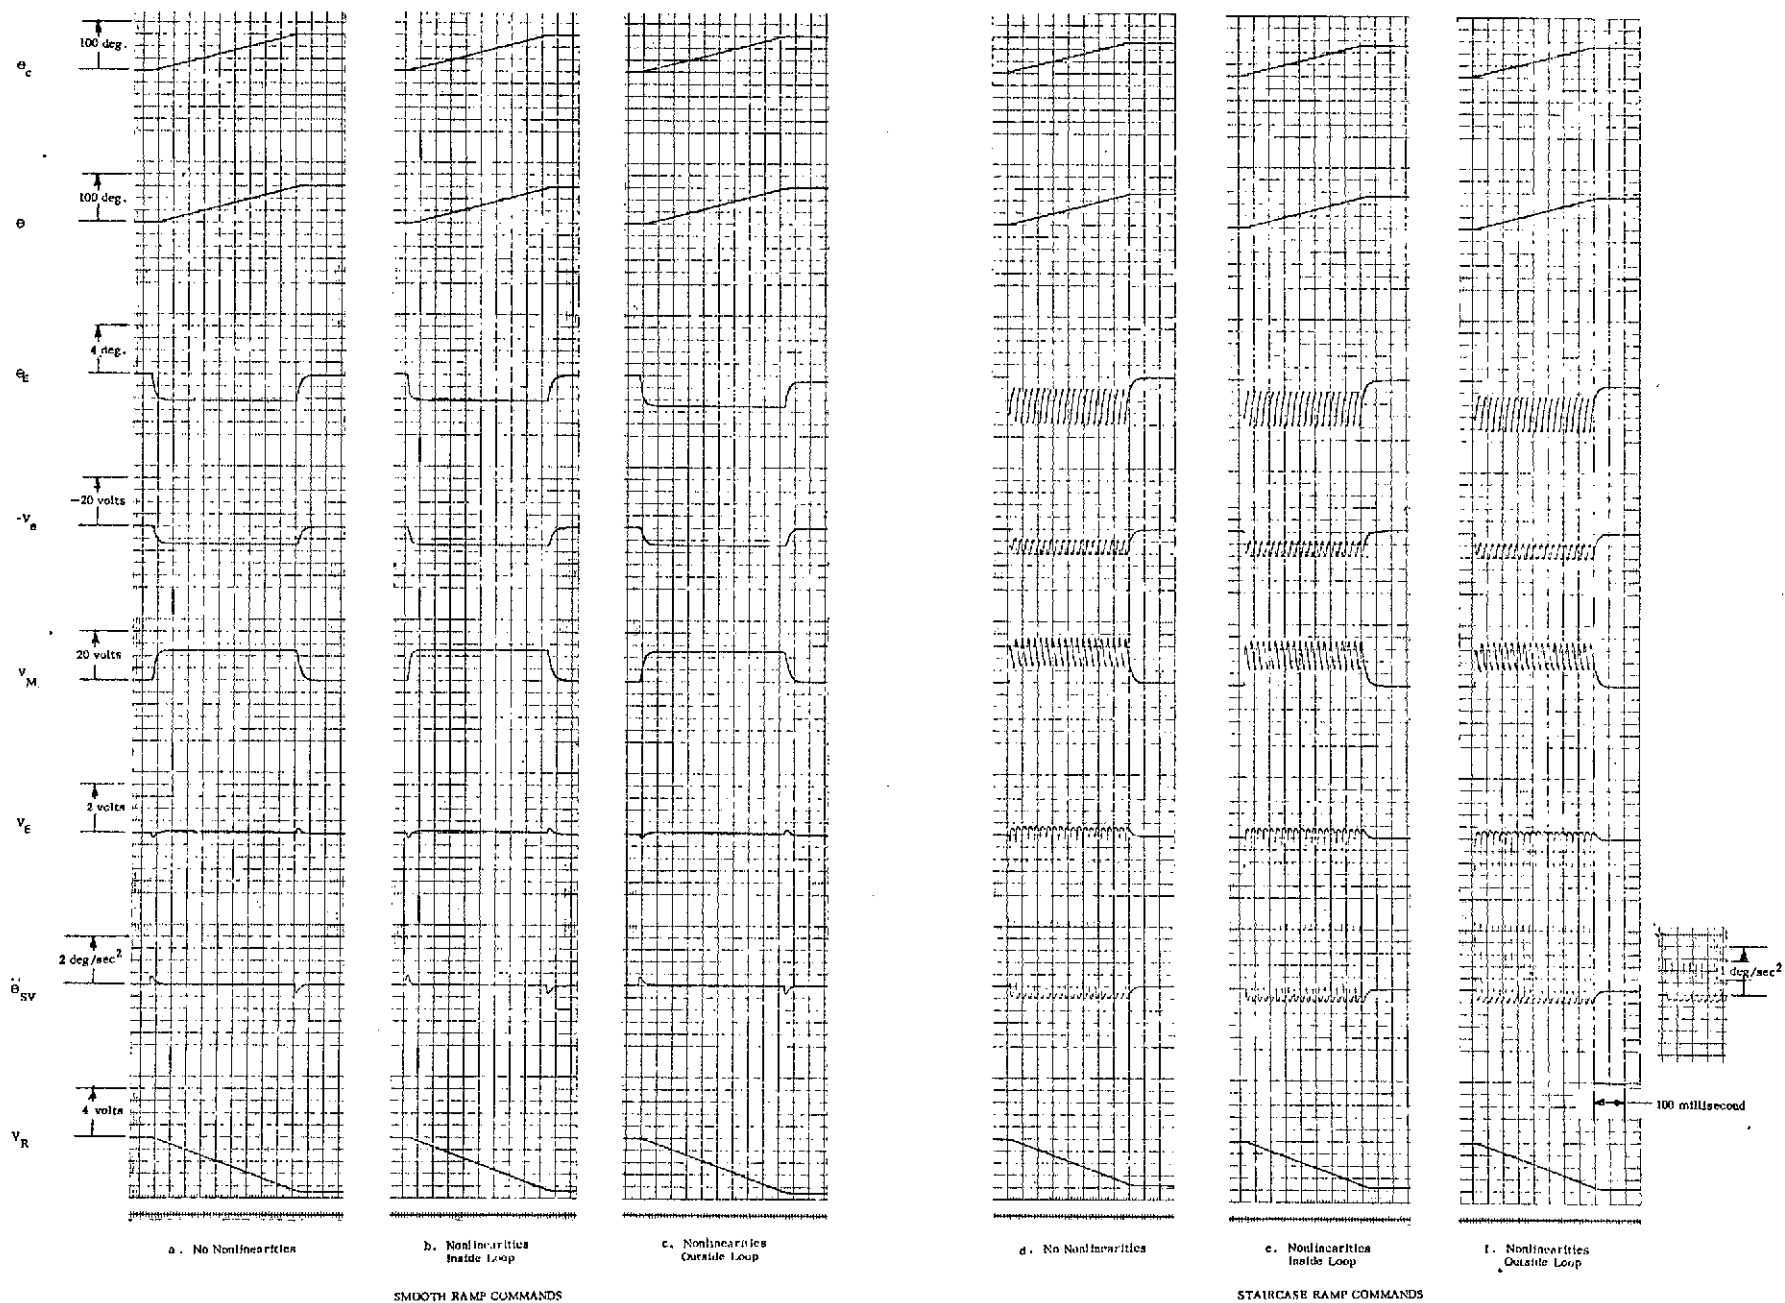 θc
100 deg.
θ
100 deg.
θE
4 deg.
-Ve
-20 volts
VM
20 volts
VE
2 volts
θ̈SV
2 deg/sec²
1 deg/sec²
VR
4 volts
100 millisecond
a. No Nonlinearities
b. Nonlinearities
Inside Loop
c. Nonlinearities
Outside Loop
d. No Nonlinearities
e. Nonlinearities
Inside Loop
f. Nonlinearities
Outside Loop
SMOOTH RAMP COMMANDS
STAIRCASE RAMP COMMANDS